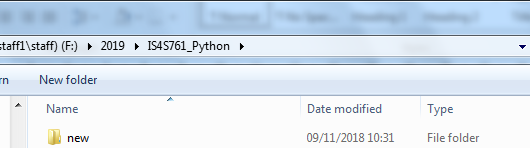 staff1\staff) (F:) ▸ 2019 ▸ IS4S761_Python ▸
New folder
Name Date modified Type
new 09/11/2018 10:31 File folder